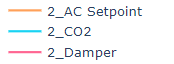 2_AC Setpoint
2_CO2
2_Damper